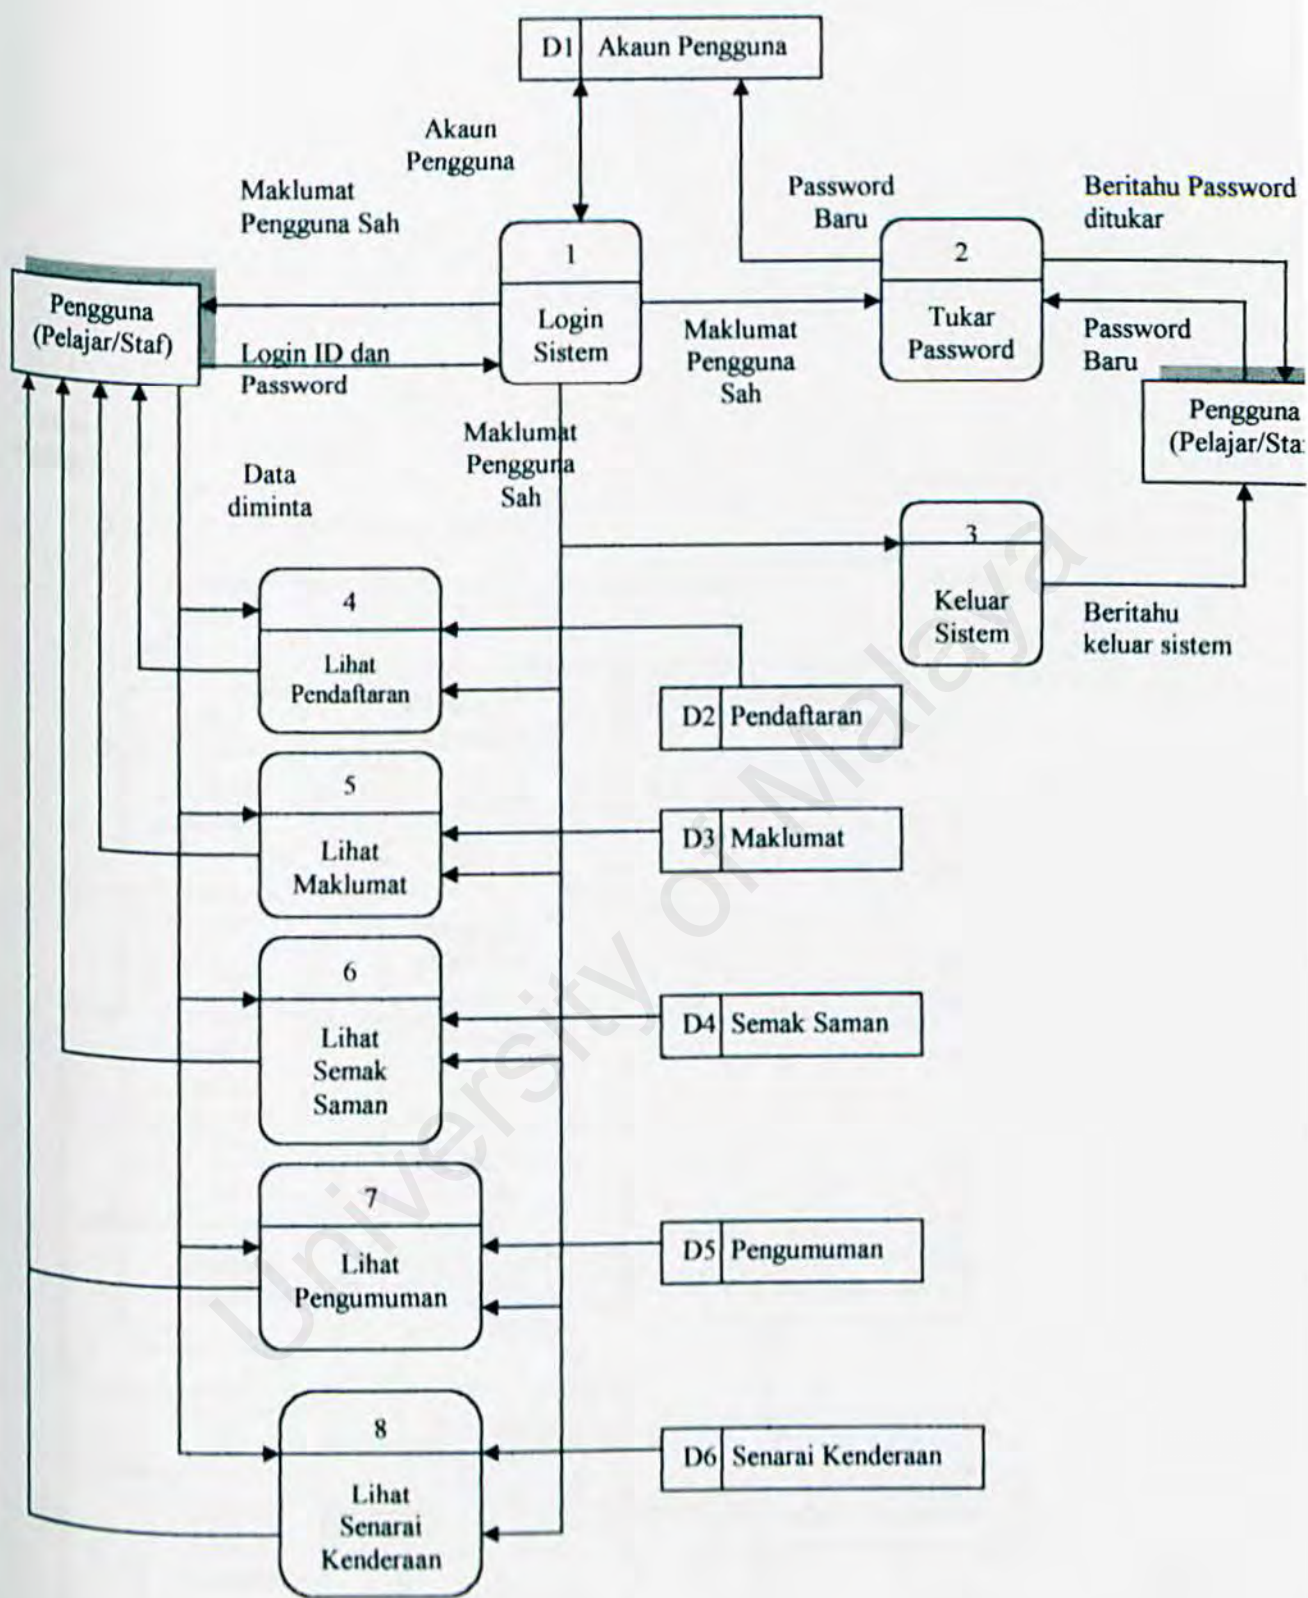 D1 Akaun Pengguna
Akaun
Pengguna
Maklumat
Pengguna Sah
Password
Baru
Beritahu Password
ditukar
1
Login
Sistem
2
Tukar
Password
Pengguna
(Pelajar/Staf)
Login ID dan
Password
Maklumat
Pengguna
Sah
Password
Baru
Pengguna
(Pelajar/Sta
Maklumat
Pengguna
Sah
Data
diminta
3
Keluar
Sistem
Beritahu
keluar sistem
4
Lihat
Pendaftaran
D2 Pendaftaran
5
Lihat
Maklumat
D3 Maklumat
6
Lihat
Semak
Saman
D4 Semak Saman
7
Lihat
Pengumuman
D5 Pengumuman
8
Lihat
Senarai
Kenderaan
D6 Senarai Kenderaan
University of Malaya